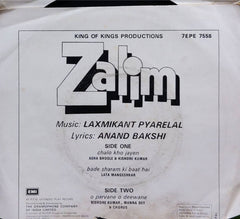 KING OF KINGS PRODUCTIONS
7EPE 7558
Zalim
Music: LAXMIKANT PYARELAL
Lyrics: ANAND BAKSHI
SIDE ONE
chalo kho jayen
ASHA BHOSLE & KISHORE KUMAR
bade sharam ki baat hai
LATA MANGESHKAR
EMI
SIDE TWO
o parvane o deewane
KISHORE KUMAR, MANNA DEY
& CHORUS